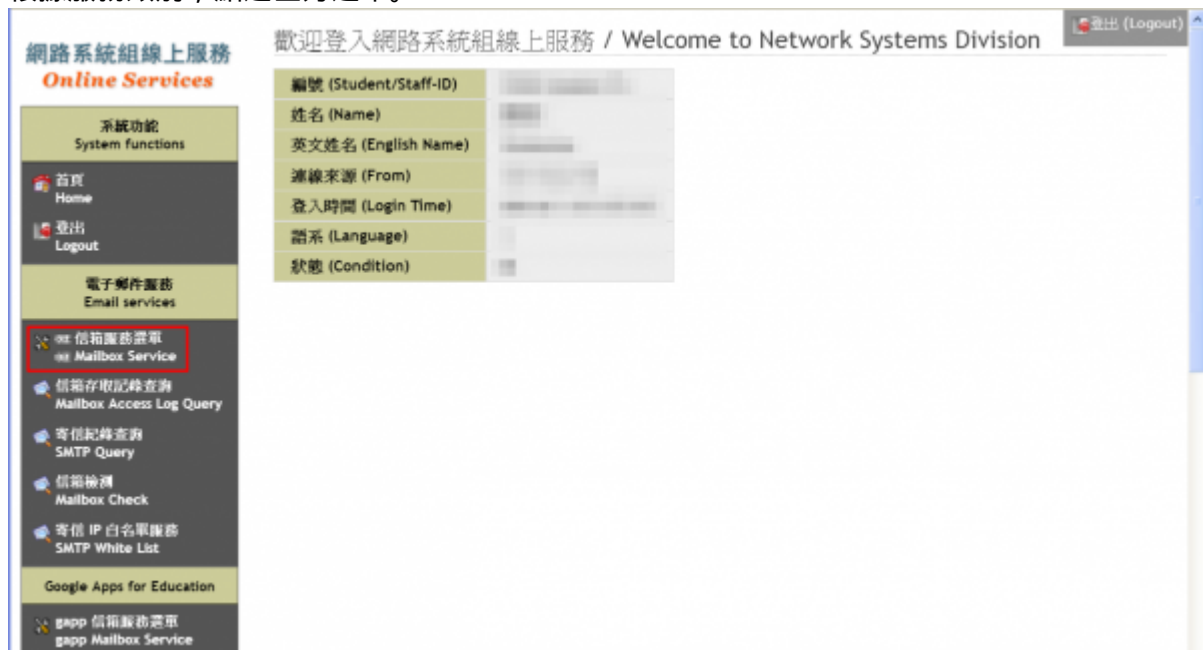 歡迎登入網路系統組線上服務 / Welcome to Network Systems Division
登出 (Logout)
網路系統組線上服務
Online Services
系統功能
System functions
首頁
Home
登出
Logout
電子郵件服務
Email services
信箱服務選單
Mailbox Service
信箱存取記錄查詢
Mailbox Access Log Query
寄信紀錄查詢
SMTP Query
信箱檢測
Mailbox Check
寄信 IP 白名單服務
SMTP White List
Google Apps for Education
gapp 信箱服務選單
gapp Mailbox Service
編號 (Student/Staff-ID)
姓名 (Name)
英文姓名 (English Name)
連線來源 (From)
登入時間 (Login Time)
語系 (Language)
狀態 (Condition)